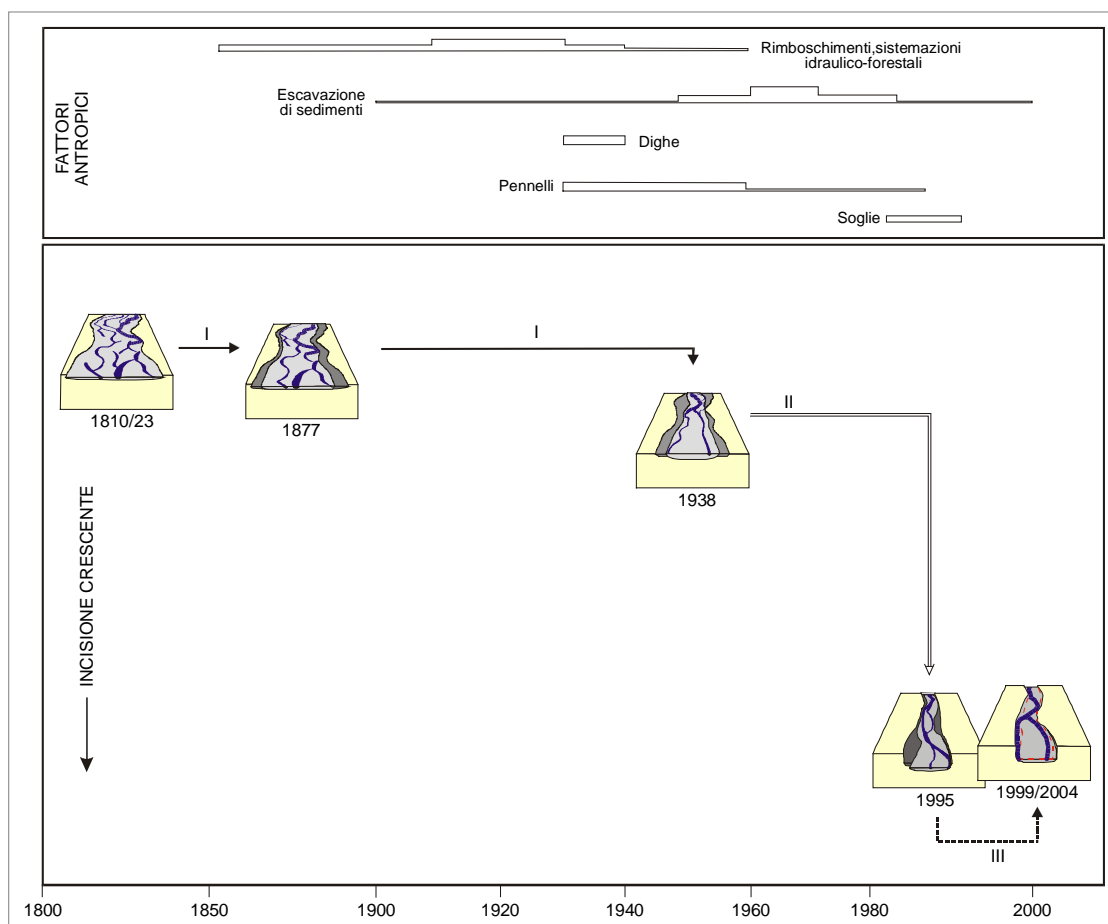 FATTORI
ANTROPICI
Rimboschimenti,sistemazioni
idraulico-forestali
Escavazione
di sedimenti
Dighe
Pennelli
Soglie
I
I
II
1810/23
1877
1938
INCISIONE CRESCENTE
1995
1999/2004
III
1800
1850
1900
1920
1940
1960
1980
2000